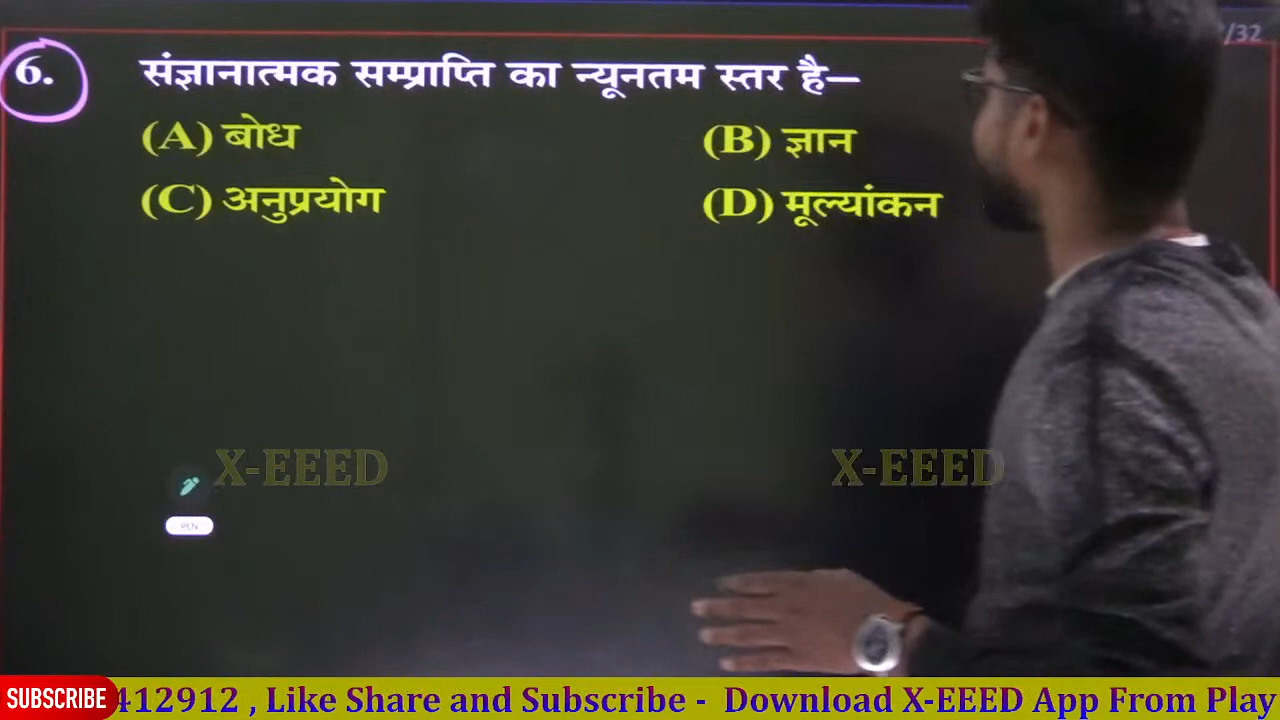 /32
6. संज्ञानात्मक सम्प्राप्ति का न्यूनतम स्तर है–
(A) बोध (B) ज्ञान
(C) अनुप्रयोग (D) मूल्यांकन
X-EEED X-EEED
PEN
SUBSCRIBE 412912 , Like Share and Subscribe - Download X-EEED App From Play